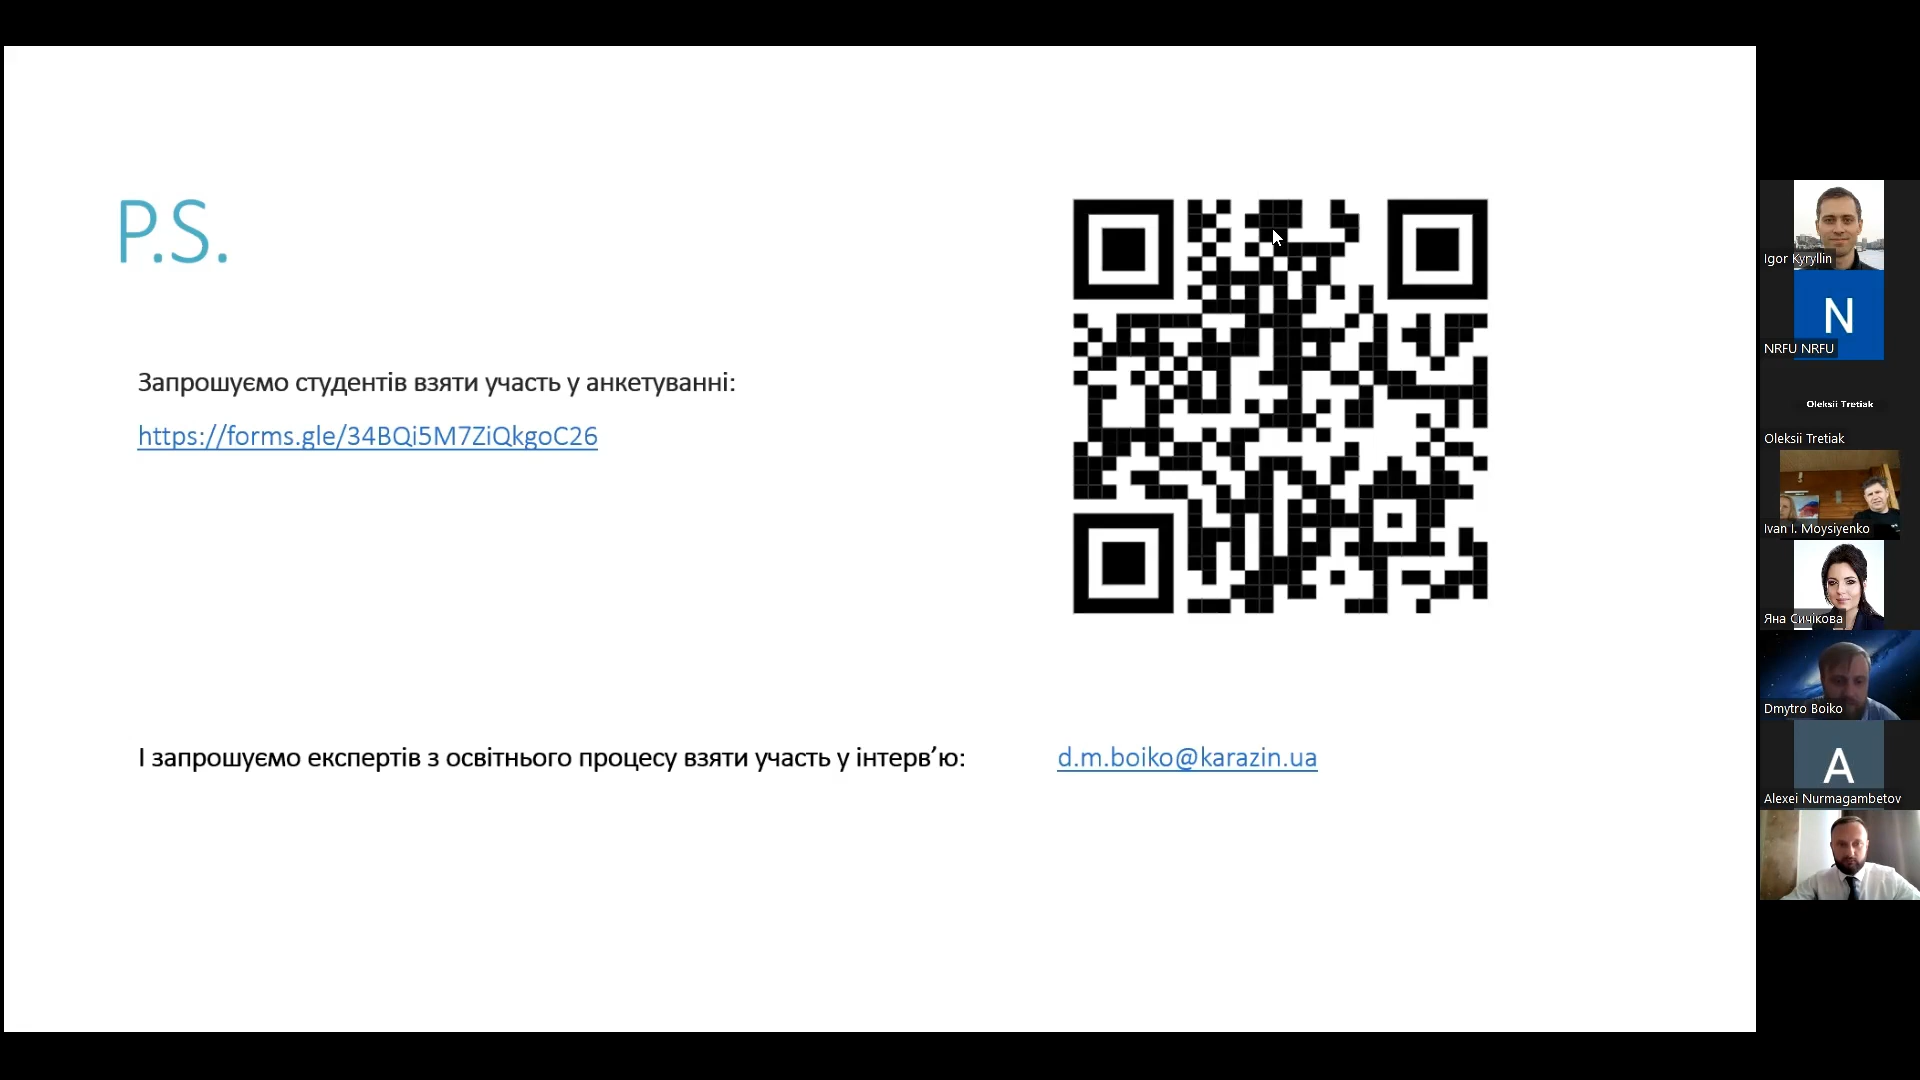 P.S.
Запрошуємо студентів взяти участь у анкетуванні:
https://forms.gle/34BQi5M7ZiQkgoC26
І запрошуємо експертів з освітнього процесу взяти участь у інтерв’ю:
d.m.boiko@karazin.ua
Igor Kyryllin
N
NRFU NRFU
Oleksii Tretiak
Oleksii Tretiak
Ivan I. Moysiyenko
Яна Сичікова
Dmytro Boiko
A
Alexei Nurmagambetov